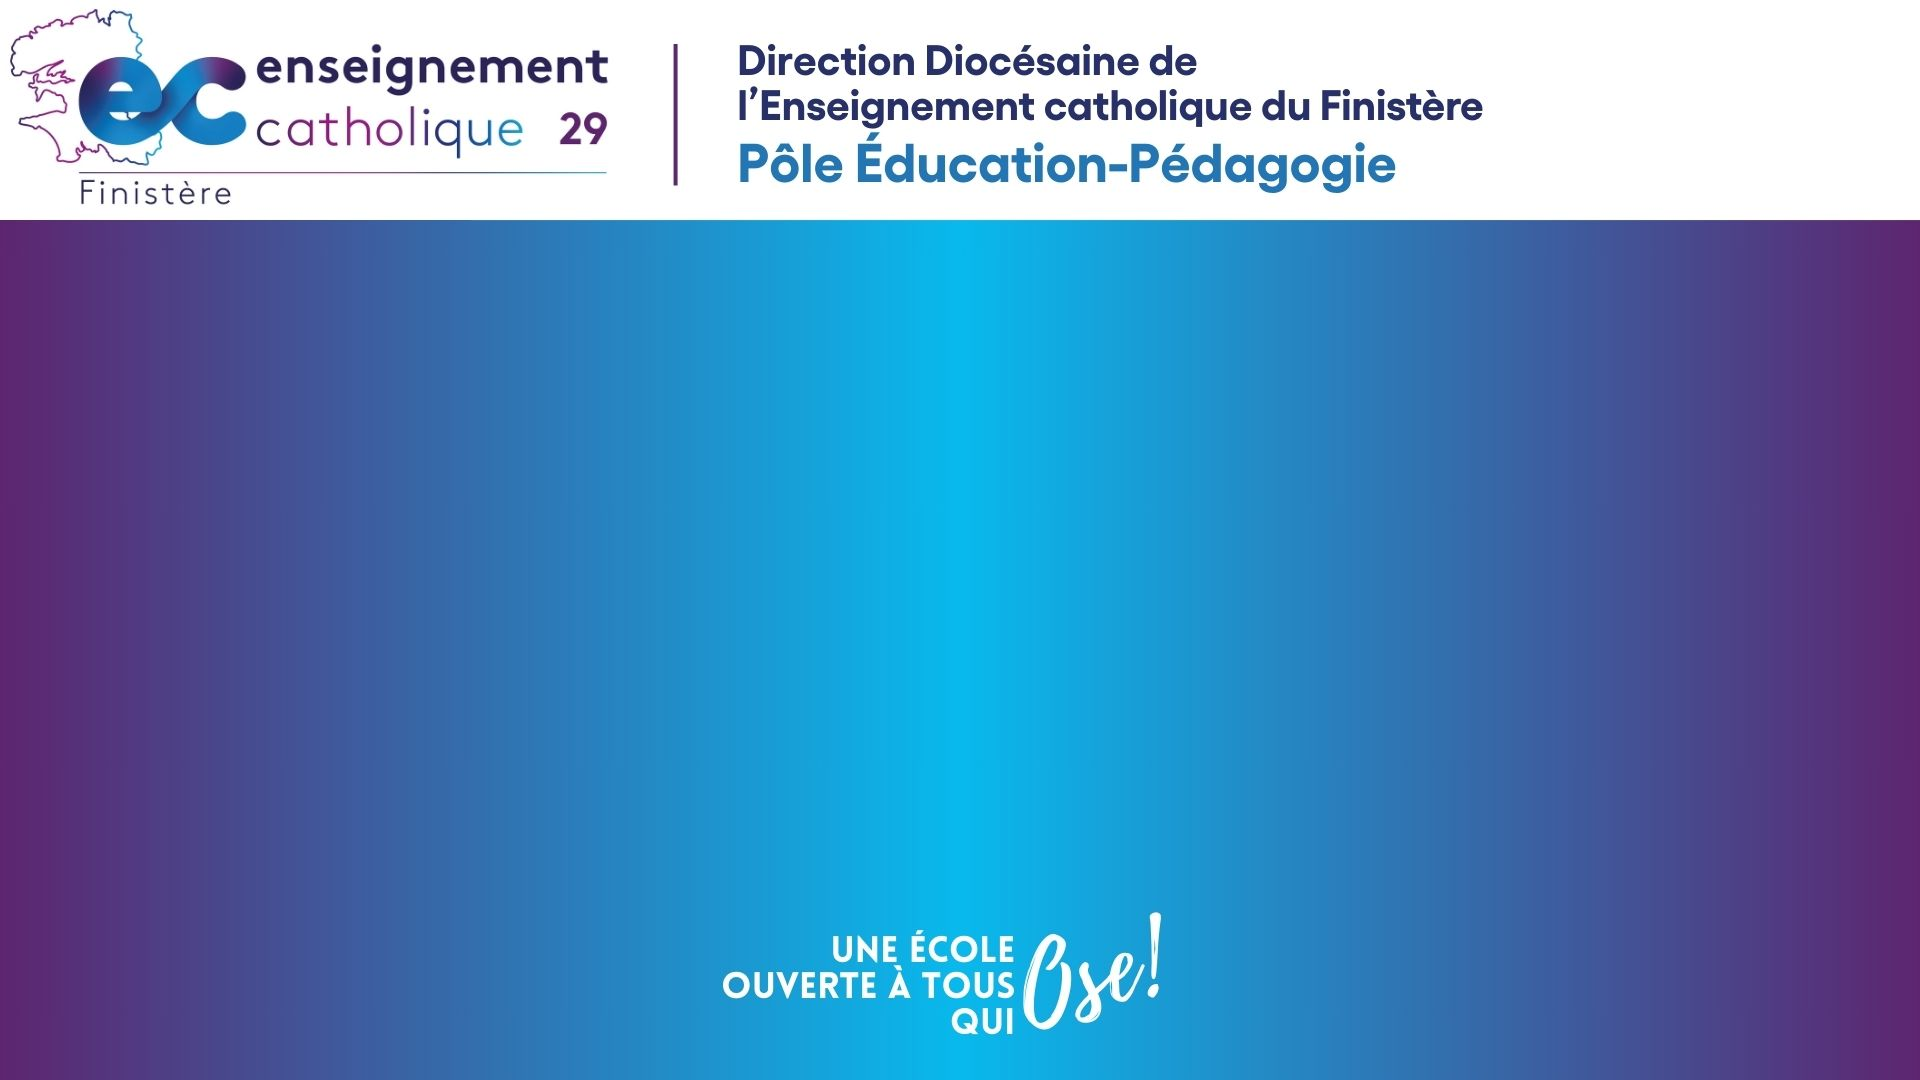 ec enseignement
catholique 29
Finistère
Direction Diocésaine de
l’Enseignement catholique du Finistère
Pôle Éducation-Pédagogie
UNE ÉCOLE
OUVERTE À TOUS
QUI Ose!